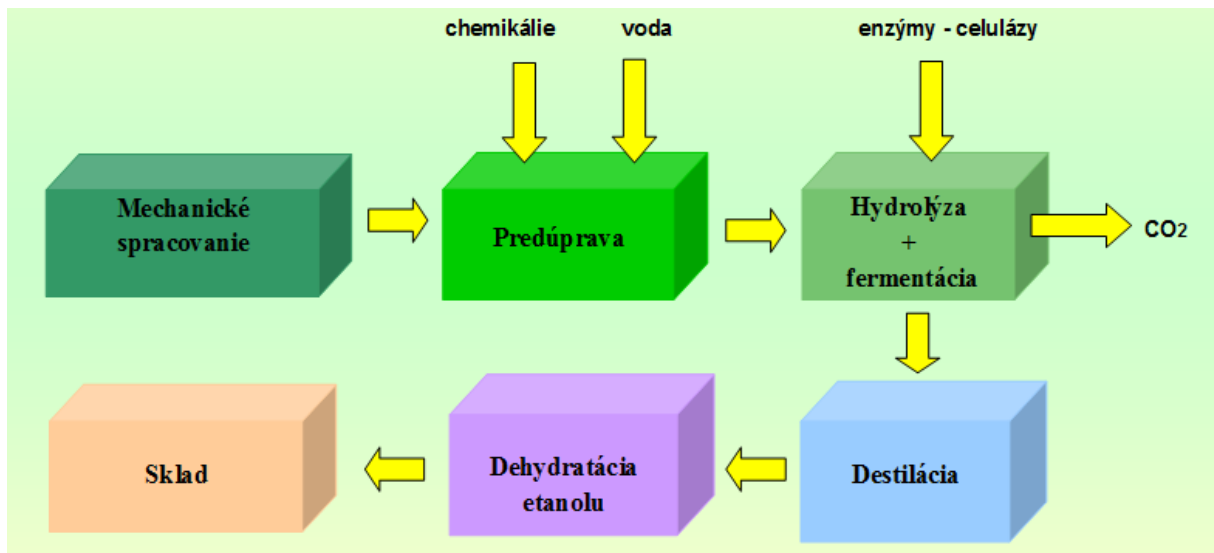 chemikálie voda enzýmy - celulázy
Mechanické
spracovanie
Predúprava
Hydrolýza
+
fermentácia
CO2
Sklad
Dehydratácia
etanolu
Destilácia